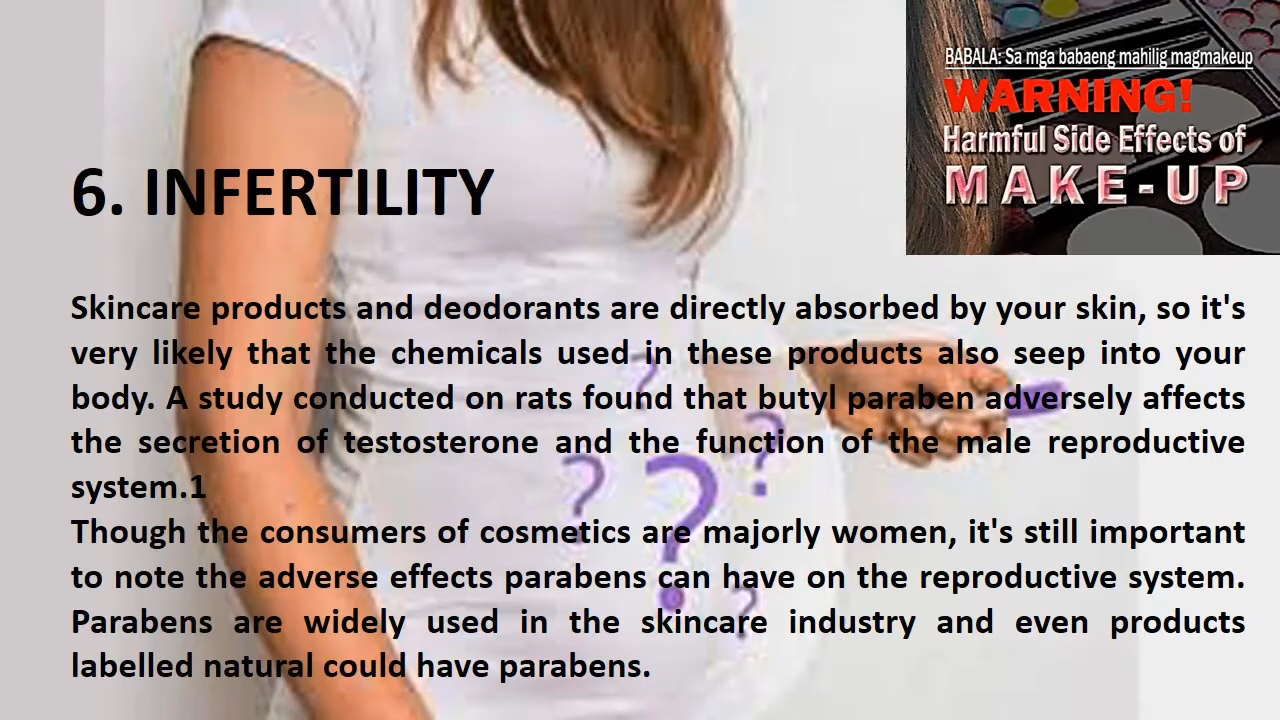 BABALA: Sa mga babaeng mahilig magmakeup
WARNING!
Harmful Side Effects of
MAKE-UP
6. INFERTILITY
Skincare products and deodorants are directly absorbed by your skin, so it's
very likely that the chemicals used in these products also seep into your
body. A study conducted on rats found that butyl paraben adversely affects
the secretion of testosterone and the function of the male reproductive
system.1
Though the consumers of cosmetics are majorly women, it's still important
to note the adverse effects parabens can have on the reproductive system.
Parabens are widely used in the skincare industry and even products
labelled natural could have parabens.